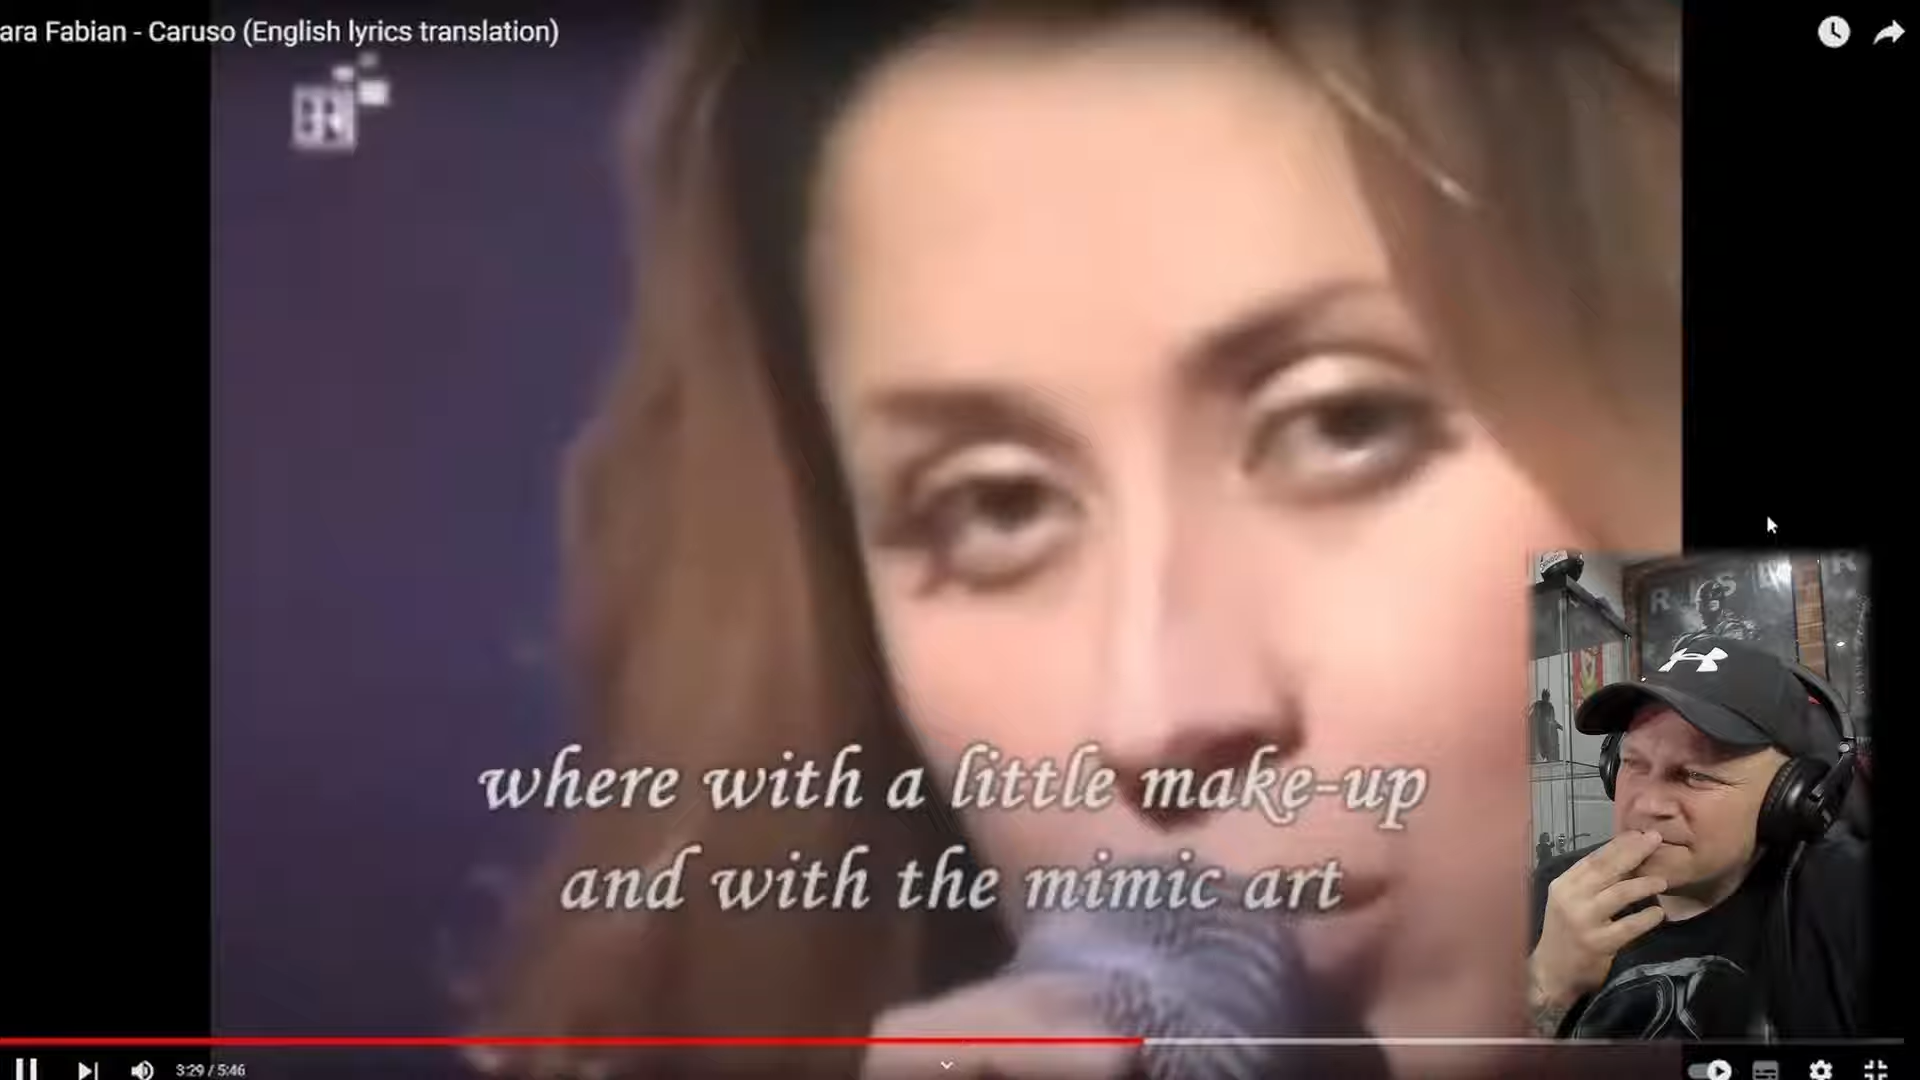 ara Fabian - Caruso (English lyrics translation)
where with a little make-up
and with the mimic art
3:29 / 5:46